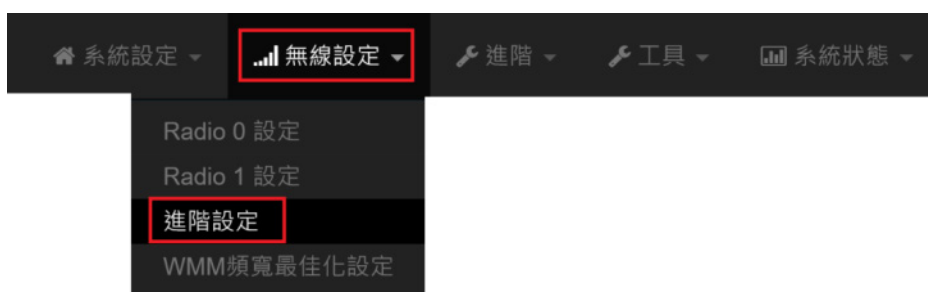 系統設定 無線設定 進階 工具 系統狀態
Radio 0 設定
Radio 1 設定
進階設定
WMM頻寬最佳化設定